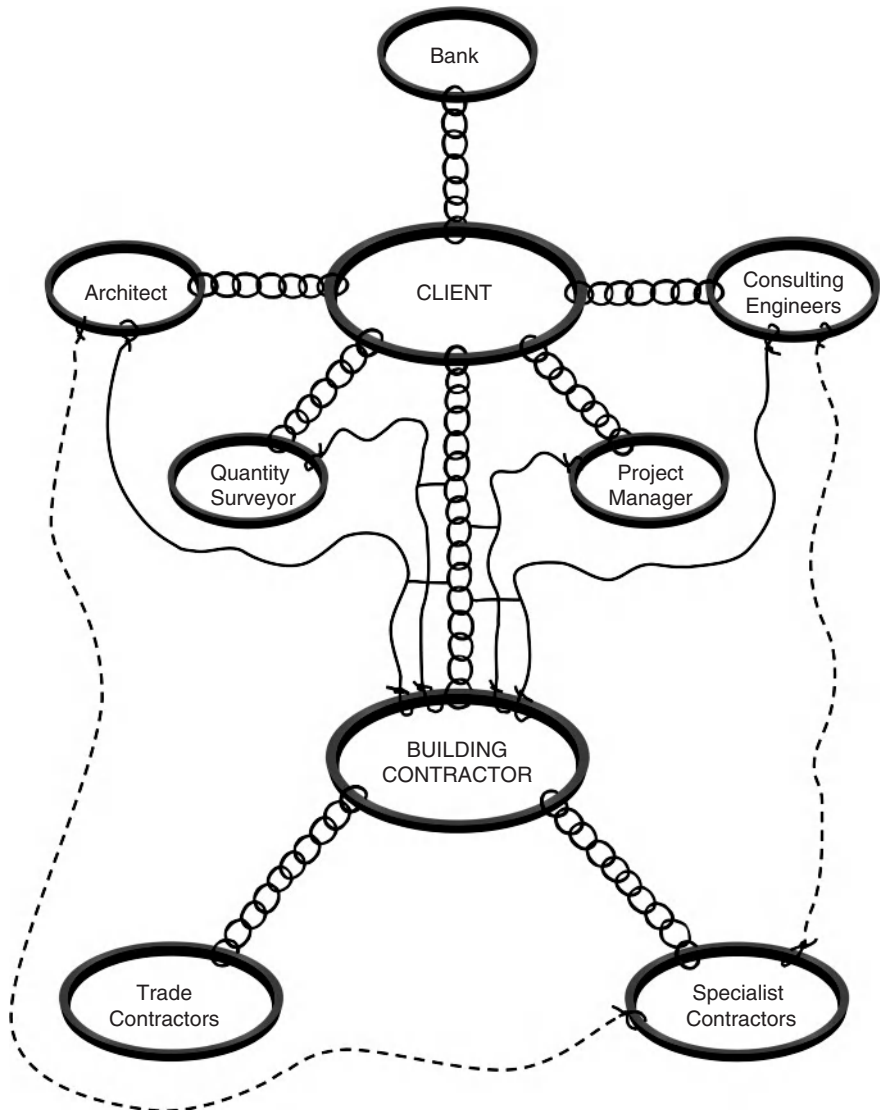 Bank
Architect
CLIENT
Consulting
Engineers
Quantity
Surveyor
Project
Manager
BUILDING
CONTRACTOR
Trade
Contractors
Specialist
Contractors